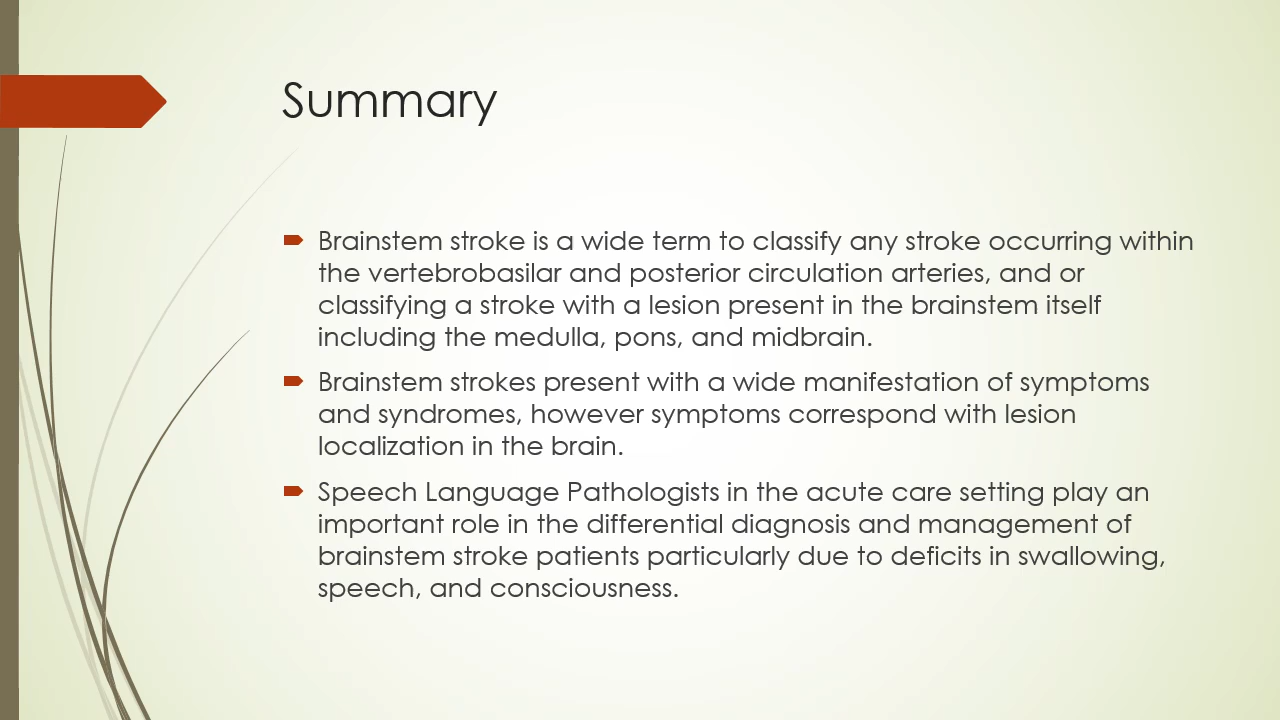 Summary
Brainstem stroke is a wide term to classify any stroke occurring within
the vertebrobasilar and posterior circulation arteries, and or
classifying a stroke with a lesion present in the brainstem itself
including the medulla, pons, and midbrain.
Brainstem strokes present with a wide manifestation of symptoms
and syndromes, however symptoms correspond with lesion
localization in the brain.
Speech Language Pathologists in the acute care setting play an
important role in the differential diagnosis and management of
brainstem stroke patients particularly due to deficits in swallowing,
speech, and consciousness.